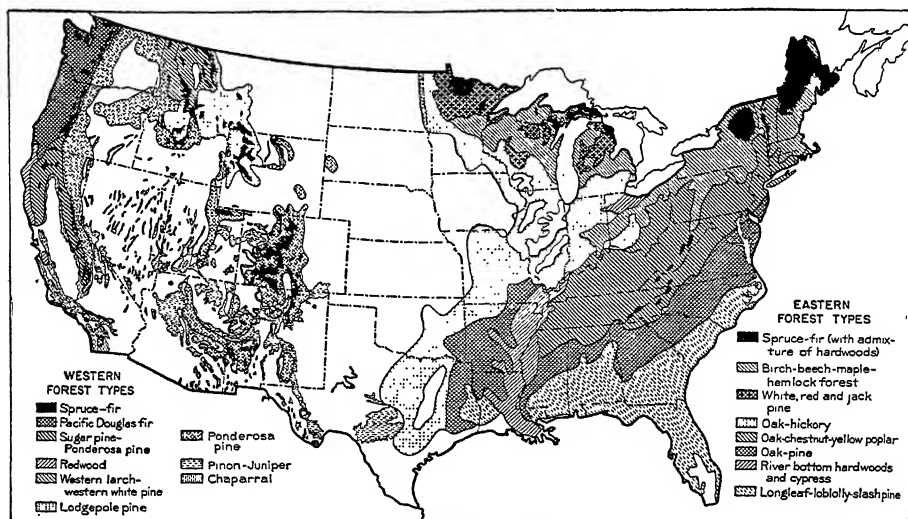 WESTERN
FOREST TYPES
Spruce-fir
Pacific Douglas fir
Sugar pine-
Ponderosa pine
Redwood
Western larch-
western white pine
Lodgepole pine
Ponderosa
pine
Pinon-Juniper
Chaparral
EASTERN
FOREST TYPES
Spruce-fir (with admix-
ture of hardwoods)
Birch-beech-maple-
hemlock forest
White, red and jack
pine
Oak-hickory
Oak-chestnut-yellow poplar
Oak-pine
River bottom hardwoods
and cypress
Longleaf-loblolly-slash pine